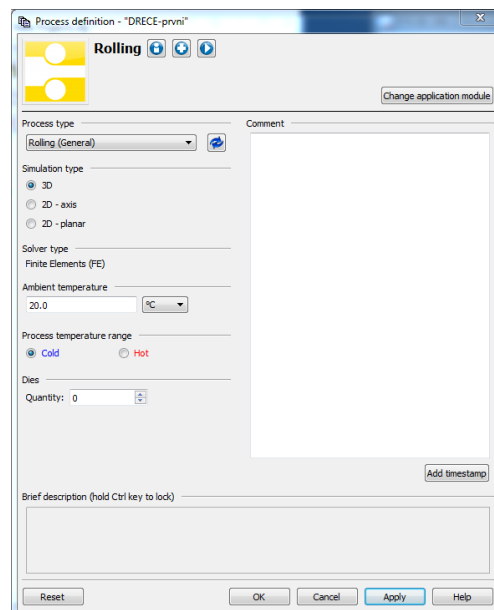 Process definition - "DRECE-prvni"
Rolling
Change application module
Process type
Comment
Rolling (General)
Simulation type
3D
2D - axis
2D - planar
Solver type
Finite Elements (FE)
Ambient temperature
20.0
°C
Process temperature range
Cold
Hot
Dies
Quantity: 0
Add timestamp
Brief description (hold Ctrl key to lock)
Reset
OK
Cancel
Apply
Help